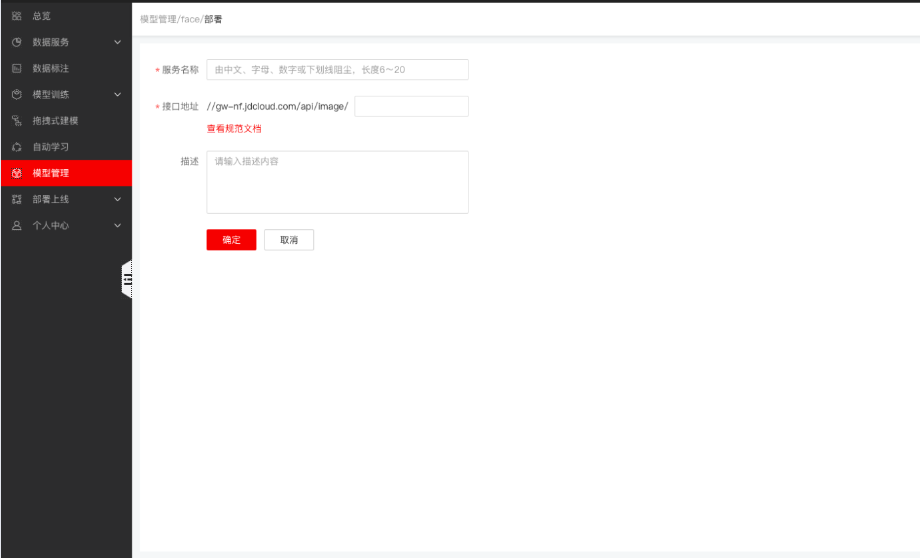 总览
数据服务
数据标注
模型训练
拖拽式建模
自动学习
模型管理
部署上线
个人中心
模型管理/face/部署
* 服务名称 由中文、字母、数字或下划线阻尘，长度6~20
* 接口地址 //gw-nf.jdcloud.com/api/image/
查看规范文档
描述 请输入描述内容
确定 取消